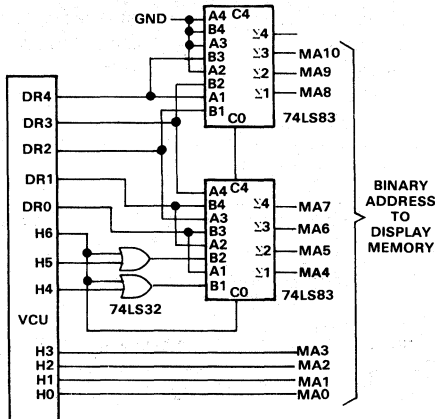 GND
A4 C4
B4 Σ4
A3
B3 Σ3 MA10
A2 Σ2 MA9
B2
A1 Σ1 MA8
B1
C0 74LS83
DR4
DR3
DR2
DR1
DR0
H6
H5
H4
74LS32
VCU
A4 C4
B4 Σ4 MA7
A3
B3 Σ3 MA6
A2
B2 Σ2 MA5
A1 Σ1 MA4
B1 C0
74LS83
H3 MA3
H2 MA2
H1 MA1
H0 MA0
BINARY
ADDRESS
TO
DISPLAY
MEMORY